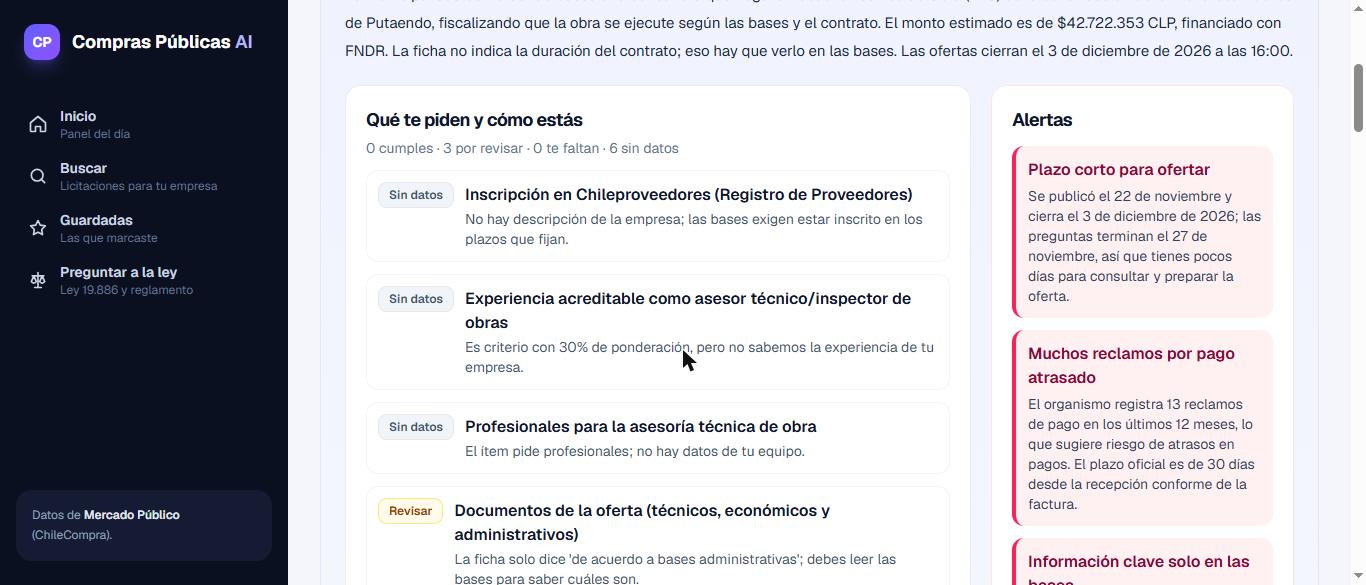 CP
Compras Públicas AI
Inicio
Panel del día
Buscar
Licitaciones para tu empresa
Guardadas
Las que marcaste
Preguntar a la ley
Ley 19.886 y reglamento
Datos de Mercado Público
(ChileCompra).
de Putaendo, fiscalizando que la obra se ejecute según las bases y el contrato. El monto estimado es de $42.722.353 CLP, financiado con
FNDR. La ficha no indica la duración del contrato; eso hay que verlo en las bases. Las ofertas cierran el 3 de diciembre de 2026 a las 16:00.
Qué te piden y cómo estás
0 cumples · 3 por revisar · 0 te faltan · 6 sin datos
Sin datos
Inscripción en Chileproveedores (Registro de Proveedores)
No hay descripción de la empresa; las bases exigen estar inscrito en los
plazos que fijan.
Sin datos
Experiencia acreditable como asesor técnico/inspector de
obras
Es criterio con 30% de ponderación, pero no sabemos la experiencia de tu
empresa.
Sin datos
Profesionales para la asesoría técnica de obra
El ítem pide profesionales; no hay datos de tu equipo.
Revisar
Documentos de la oferta (técnicos, económicos y
administrativos)
La ficha solo dice 'de acuerdo a bases administrativas'; debes leer las
bases para saber cuáles son.
Alertas
Plazo corto para ofertar
Se publicó el 22 de noviembre y
cierra el 3 de diciembre de 2026; las
preguntas terminan el 27 de
noviembre, así que tienes pocos
días para consultar y preparar la
oferta.
Muchos reclamos por pago
atrasado
El organismo registra 13 reclamos
de pago en los últimos 12 meses, lo
que sugiere riesgo de atrasos en
pagos. El plazo oficial es de 30 días
desde la recepción conforme de la
factura.
Información clave solo en las
bases